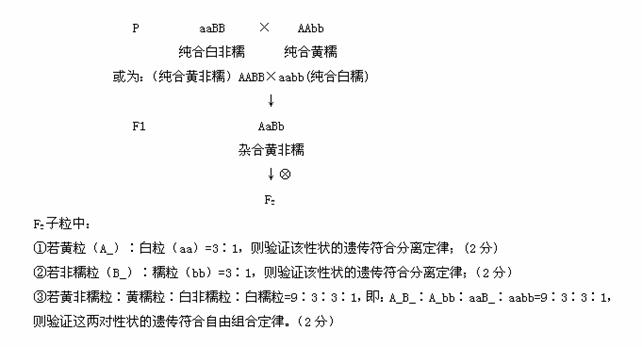 P aaBB × AAbb
纯合白非糯 纯合黄糯
或为:(纯合黄非糯)AABB×aabb(纯合白糯)
↓
F1 AaBb
杂合黄非糯
↓⊗
F₂
F₂子粒中:
①若黄粒(A_)∶白粒(aa)=3∶1,则验证该性状的遗传符合分离定律;(2分)
②若非糯粒(B_)∶糯粒(bb)=3∶1,则验证该性状的遗传符合分离定律;(2分)
③若黄非糯粒∶黄糯粒∶白非糯粒∶白糯粒=9∶3∶3∶1,即:A_B_∶A_bb∶aaB_∶aabb=9∶3∶3∶1,
则验证这两对性状的遗传符合自由组合定律。(2分)